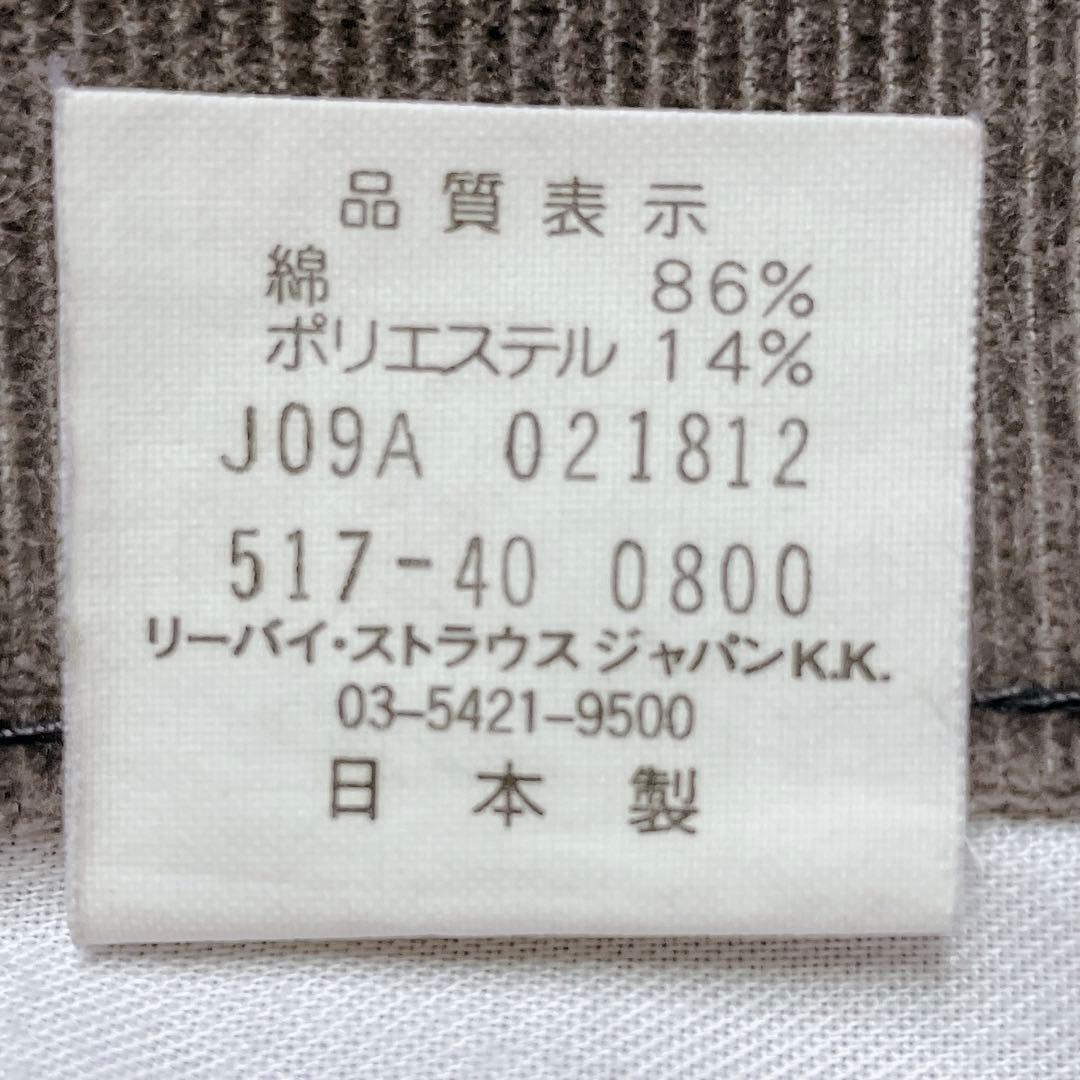 品質表示
綿 86%
ポリエステル 14%
J09A 021812
517-40 0800
リーバイ・ストラウス ジャパンK.K.
03-5421-9500
日本製